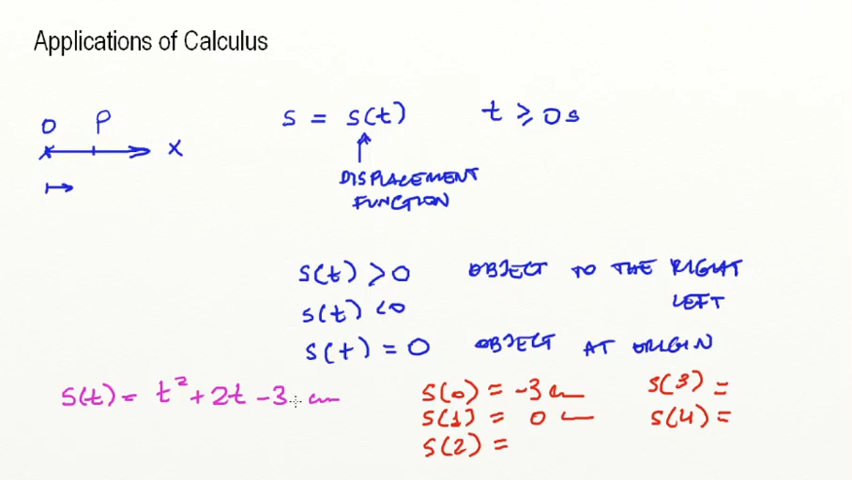 Applications of Calculus
O P
X
s = s(t) t ≥ 0s
DISPLACEMENT
FUNCTION
s(t) > 0 OBJECT TO THE RIGHT
s(t) < 0 LEFT
s(t) = 0 OBJECT AT ORIGIN
s(t) = t² + 2t - 3 cm
s(0) = -3 cm s(3) =
s(1) = 0 cm s(4) =
s(2) =